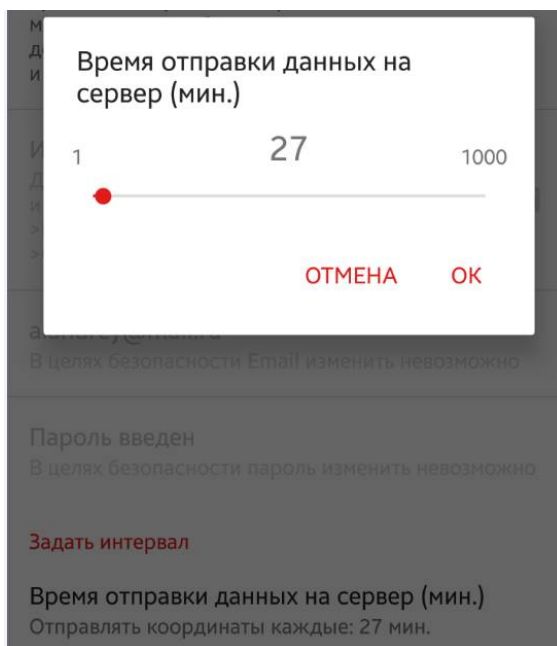 Время отправки данных на
сервер (мин.)
1
27
1000
ОТМЕНА
ОК
В целях безопасности Email изменить невозможно
Пароль введен
В целях безопасности пароль изменить невозможно
Задать интервал
Время отправки данных на сервер (мин.)
Отправлять координаты каждые: 27 мин.